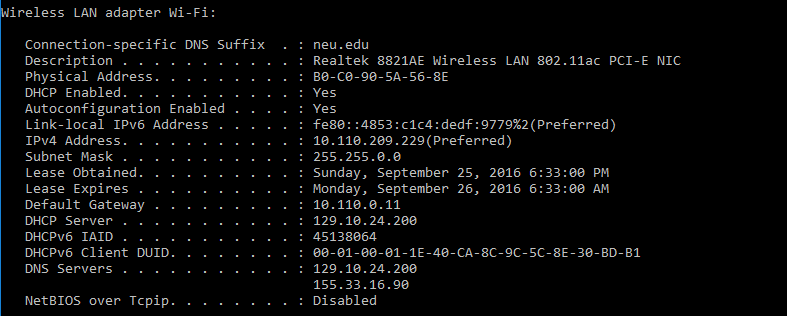 Wireless LAN adapter Wi-Fi:
Connection-specific DNS Suffix . : neu.edu
Description . . . . . . . . . . . : Realtek 8821AE Wireless LAN 802.11ac PCI-E NIC
Physical Address. . . . . . . . . : B0-C0-90-5A-56-8E
DHCP Enabled. . . . . . . . . . . : Yes
Autoconfiguration Enabled . . . . : Yes
Link-local IPv6 Address . . . . . : fe80::4853:c1c4:dedf:9779%2(Preferred)
IPv4 Address. . . . . . . . . . . : 10.110.209.229(Preferred)
Subnet Mask . . . . . . . . . . . : 255.255.0.0
Lease Obtained. . . . . . . . . . : Sunday, September 25, 2016 6:33:00 PM
Lease Expires . . . . . . . . . . : Monday, September 26, 2016 6:33:00 AM
Default Gateway . . . . . . . . . : 10.110.0.11
DHCP Server . . . . . . . . . . . : 129.10.24.200
DHCPv6 IAID . . . . . . . . . . . : 45138064
DHCPv6 Client DUID. . . . . . . . : 00-01-00-01-1E-40-CA-8C-9C-5C-8E-30-BD-B1
DNS Servers . . . . . . . . . . . : 129.10.24.200
155.33.16.90
NetBIOS over Tcpip. . . . . . . . : Disabled